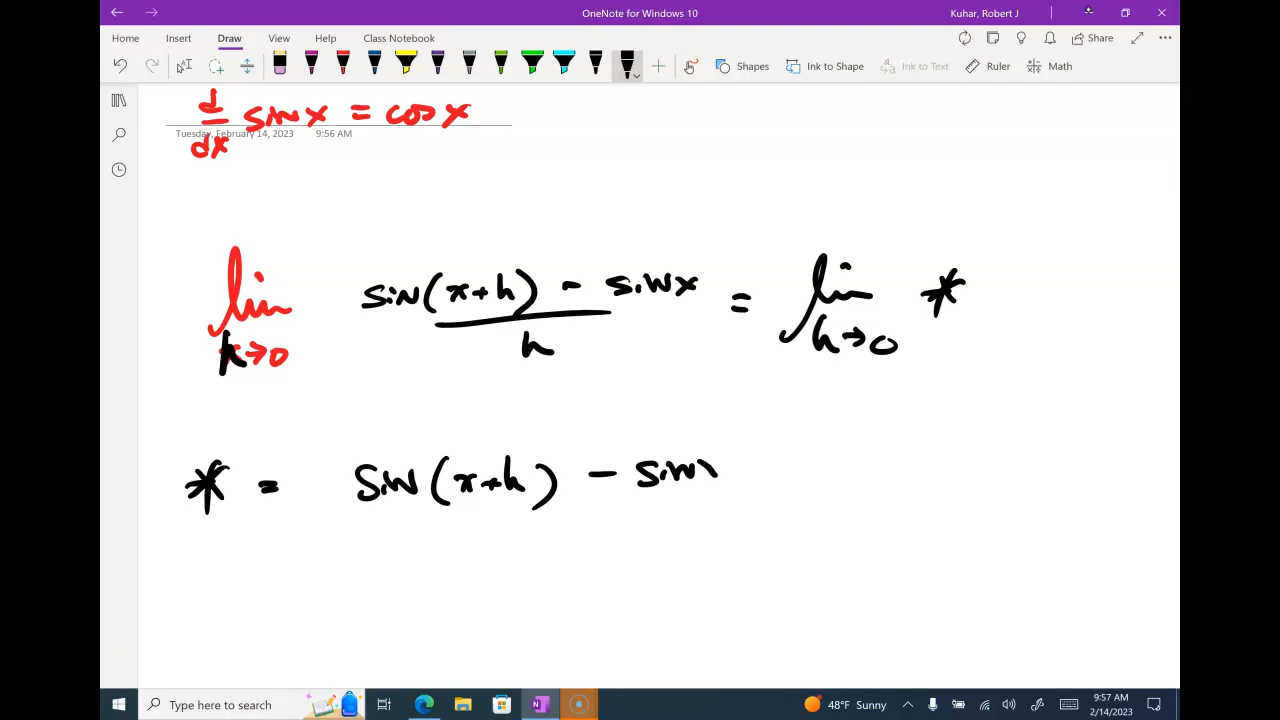 OneNote for Windows 10
Kuhar, Robert J
Home Insert Draw View Help Class Notebook Share
Shapes Ink to Shape Ink to Text Ruler Math
d/dx sin x = cos x
Tuesday, February 14, 2023 9:56 AM
lim h→0 sin(x+h) - sin x / h = lim h→0 *
* = sin(x+h) - sin
Type here to search
48°F Sunny
9:57 AM
2/14/2023